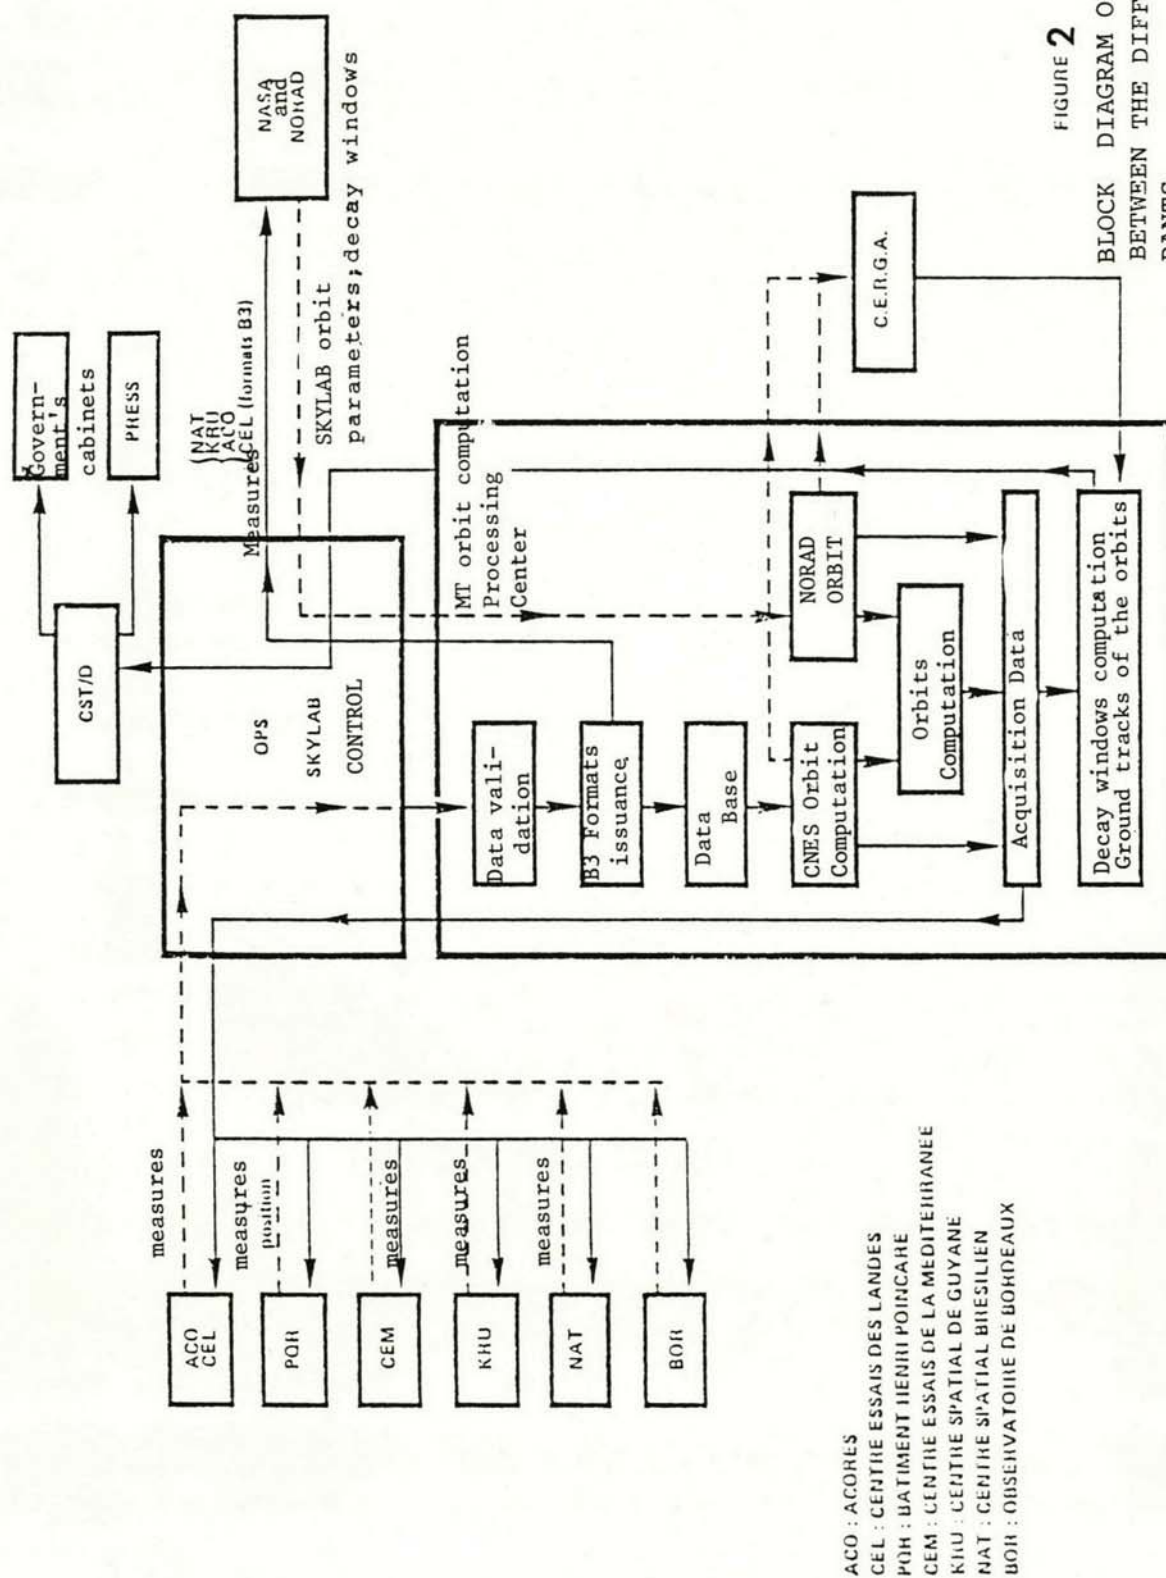 Govern-
ment's
cabinets
PRESS
CST/D
NASA
and
NORAD
NAT
KRU
ACO
CEL (formats B3)
Measures
SKYLAB orbit
parameters; decay windows
OPS
SKYLAB
CONTROL
MT orbit computation
Processing
Center
Data vali-
dation
B3 Formats
issuance
Data
Base
CNES Orbit
Computation
NORAD
ORBIT
Orbits
Computation
Acquisition Data
Decay windows computation
Ground tracks of the orbits
C.E.R.G.A.
measures
measures
position
measures
measures
measures
ACO
CEL
PQR
CEM
KRU
NAT
BOR
ACO : ACORES
CEL : CENTRE ESSAIS DES LANDES
PQR : BATIMENT HENRI POINCARE
CEM : CENTRE ESSAIS DE LA MEDITERRANEE
KRU : CENTRE SPATIAL DE GUYANE
NAT : CENTRE SPATIAL BRESILIEN
BOR : OBSERVATOIRE DE BORDEAUX
FIGURE 2
BLOCK DIAGRAM O
BETWEEN THE DIFF
PANTS